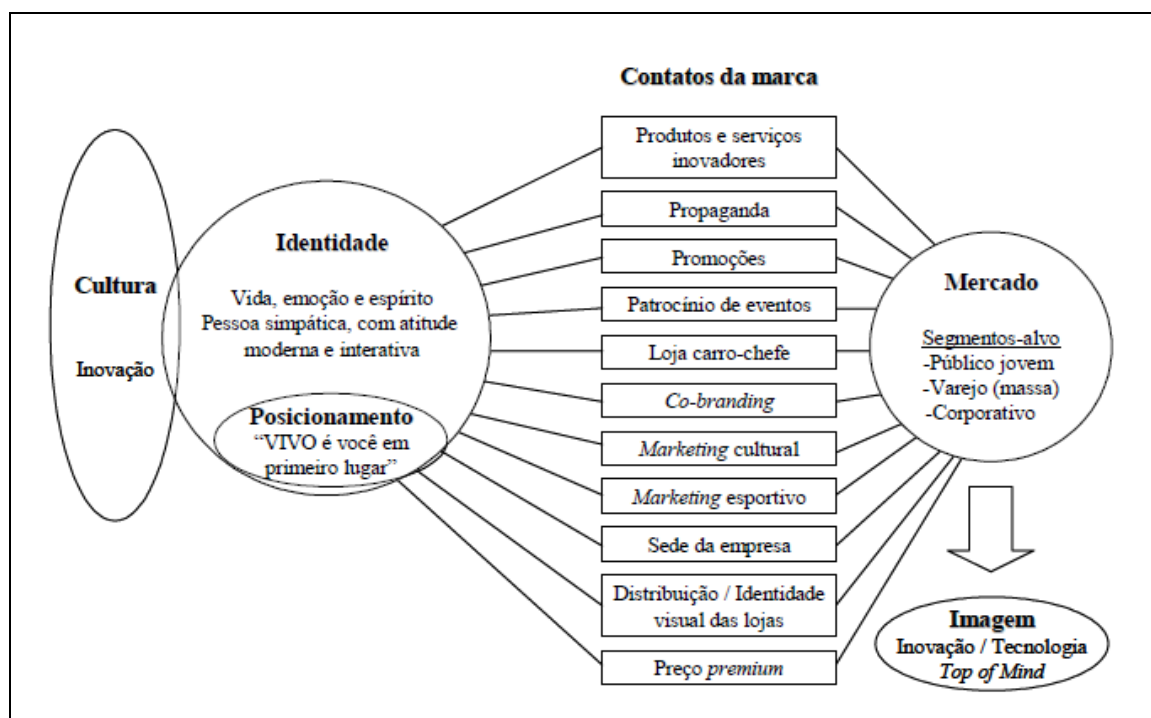 Contatos da marca
Cultura
Inovação
Identidade
Vida, emoção e espírito
Pessoa simpática, com atitude
moderna e interativa
Posicionamento
“VIVO é você em
primeiro lugar”
Produtos e serviços
inovadores
Propaganda
Promoções
Patrocínio de eventos
Loja carro-chefe
Co-branding
Marketing cultural
Marketing esportivo
Sede da empresa
Distribuição / Identidade
visual das lojas
Preço premium
Mercado
Segmentos-alvo
-Público jovem
-Varejo (massa)
-Corporativo
Imagem
Inovação / Tecnologia
Top of Mind